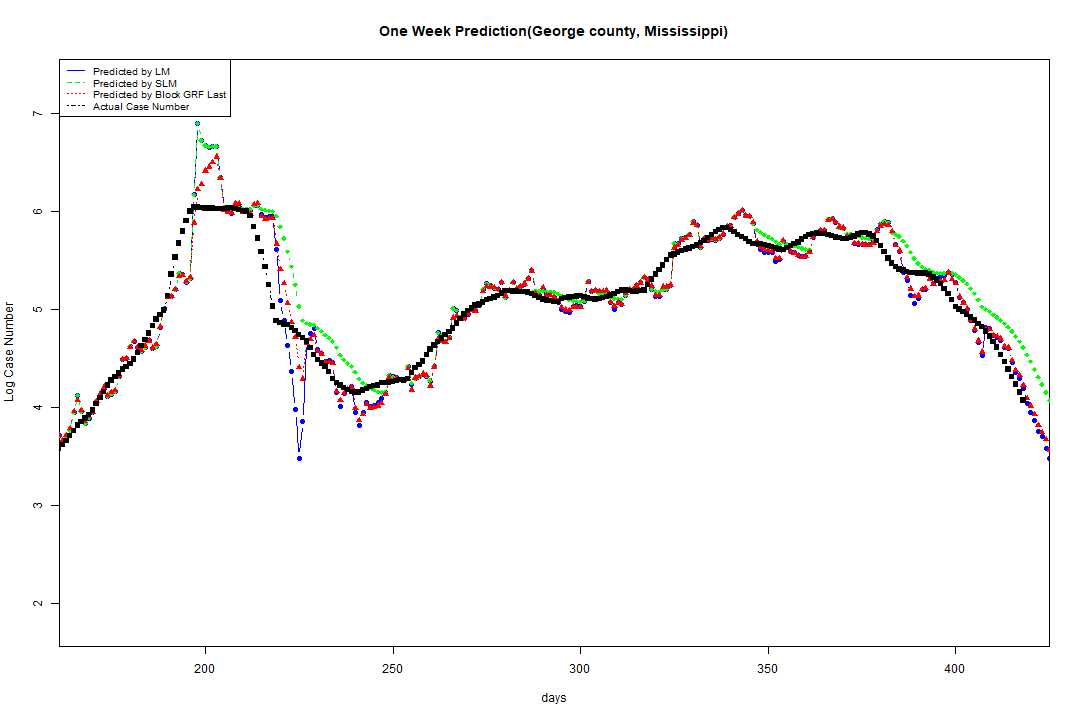 One Week Prediction(George county, Mississippi)
Predicted by LM
Predicted by SLM
Predicted by Block GRF Last
Actual Case Number
7
6
5
4
3
2
Log Case Number
200 250 300 350 400
days